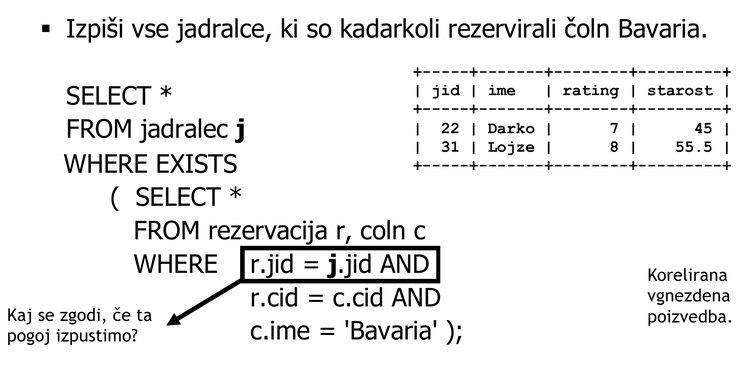 ▪ Izpiši vse jadralce, ki so kadarkoli rezervirali čoln Bavaria.
SELECT *
FROM jadralec j
WHERE EXISTS
( SELECT *
FROM rezervacija r, coln c
WHERE r.jid = j.jid AND
r.cid = c.cid AND
c.ime = 'Bavaria' );
+-----+-------+--------+---------+
| jid | ime   | rating | starost |
+-----+-------+--------+---------+
|  22 | Darko |      7 |      45 |
|  31 | Lojze |      8 |    55.5 |
+-----+-------+--------+---------+
Kaj se zgodi, če ta
pogoj izpustimo?
Korelirana
vgnezdena
poizvedba.